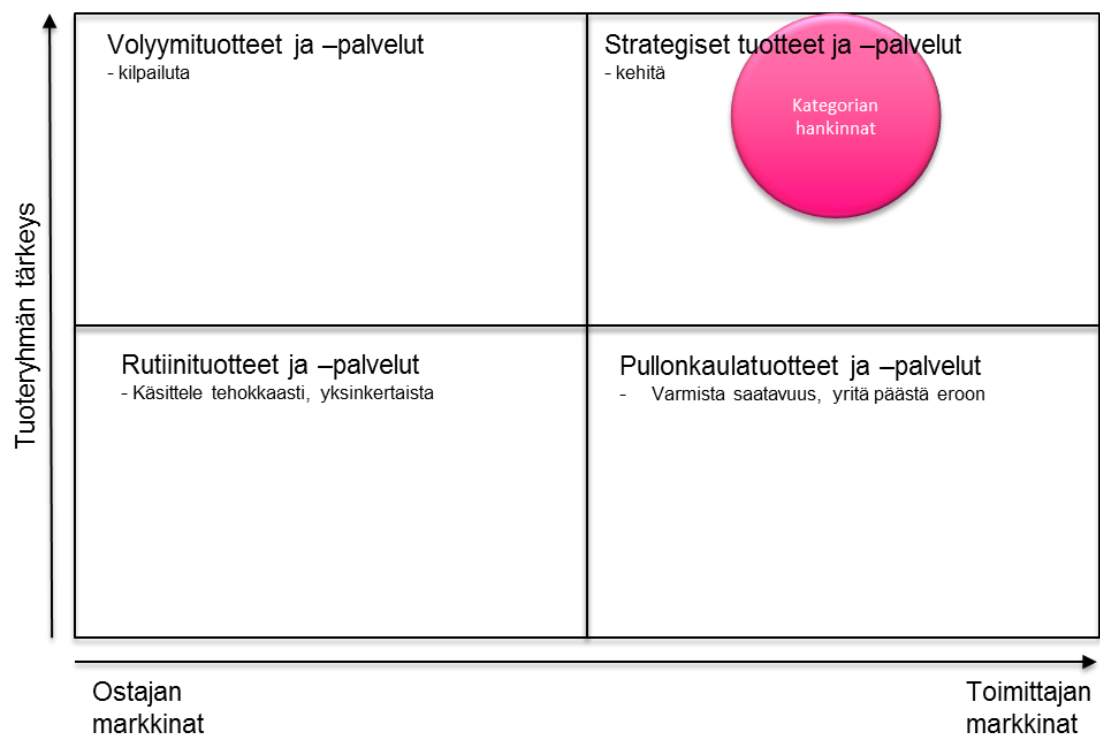 Volyymituotteet ja –palvelut
- kilpailuta
Strategiset tuotteet ja –palvelut
- kehitä
Kategorian
hankinnat
Tuoteryhmän tärkeys
Rutiinituotteet ja –palvelut
- Käsittele tehokkaasti, yksinkertaista
Pullonkaulatuotteet ja –palvelut
- Varmista saatavuus, yritä päästä eroon
Ostajan
markkinat
Toimittajan
markkinat